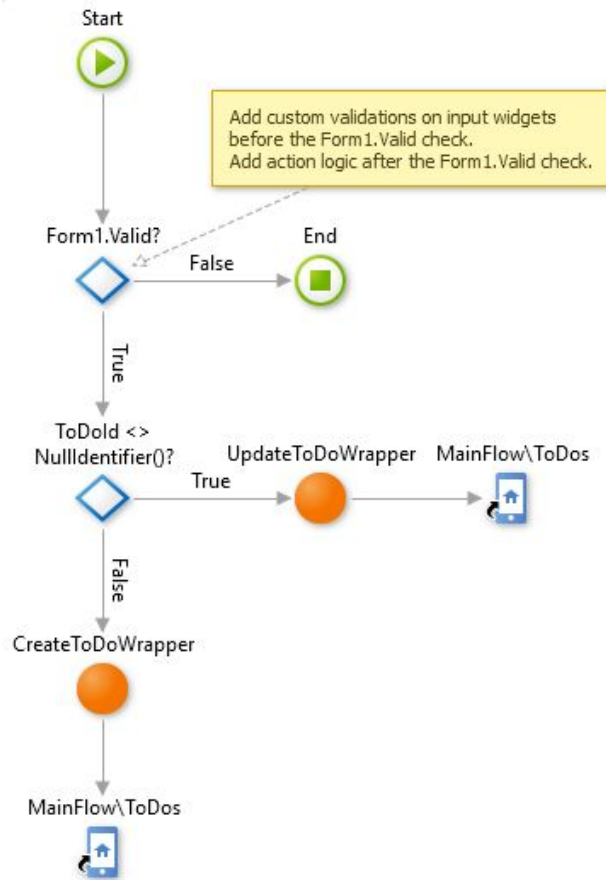 Start
Add custom validations on input widgets
before the Form1.Valid check.
Add action logic after the Form1.Valid check.
Form1.Valid?
End
False
True
ToDoId <>
NullIdentifier()?
UpdateToDoWrapper
MainFlow\ToDos
True
False
CreateToDoWrapper
MainFlow\ToDos